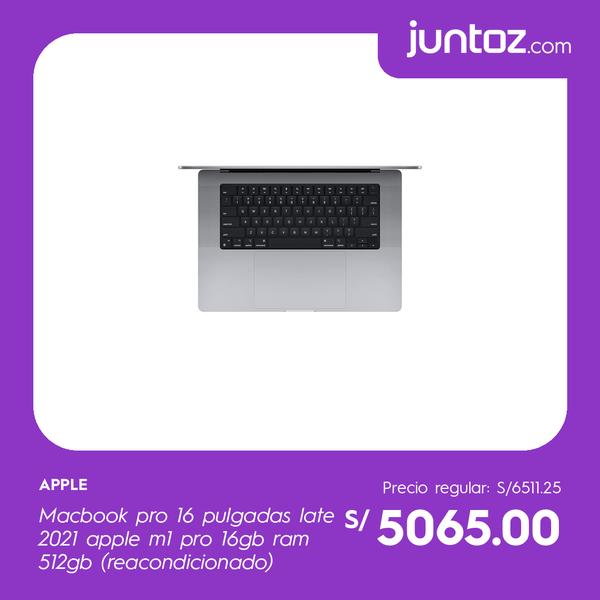 juntoz.com
APPLE
Macbook pro 16 pulgadas late
2021 apple m1 pro 16gb ram
512gb (reacondicionado)
Precio regular: S/6511.25
S/ 5065.00